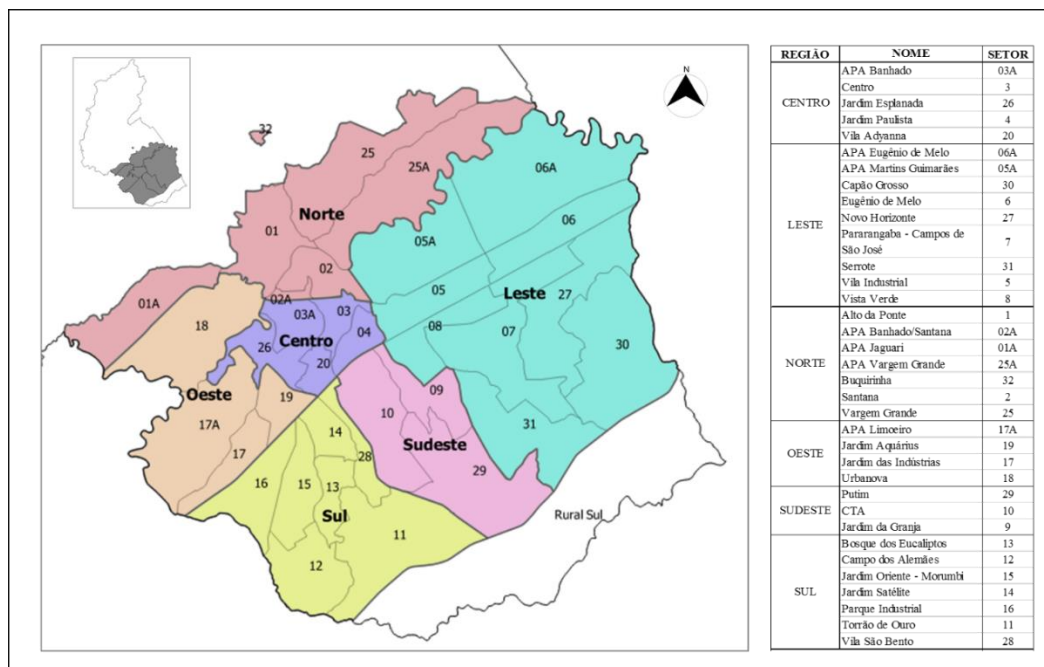 N
32
25
25A
06A
Norte
01
05A
06
02
01A
02A
03A
03
05
Leste
27
18
04
08
07
26
Centro
20
30
Oeste
19
09
10
17A
14
31
Sudeste
17
28
16
15
13
29
Sul
Rural Sul
11
12
REGIÃO NOME SETOR
CENTRO
APA Banhado 03A
Centro 3
Jardim Esplanada 26
Jardim Paulista 4
Vila Adyanna 20
LESTE
APA Eugênio de Melo 06A
APA Martins Guimarães 05A
Capão Grosso 30
Eugênio de Melo 6
Novo Horizonte 27
Pararangaba - Campos de
São José 7
Serrote 31
Vila Industrial 5
Vista Verde 8
NORTE
Alto da Ponte 1
APA Banhado/Santana 02A
APA Jaguari 01A
APA Vargem Grande 25A
Buquirinha 32
Santana 2
Vargem Grande 25
OESTE
APA Limoeiro 17A
Jardim Aquárius 19
Jardim das Indústrias 17
Urbanova 18
SUDESTE
Putim 29
CTA 10
Jardim da Granja 9
SUL
Bosque dos Eucaliptos 13
Campo dos Alemães 12
Jardim Oriente - Morumbi 15
Jardim Satélite 14
Parque Industrial 16
Torrão de Ouro 11
Vila São Bento 28